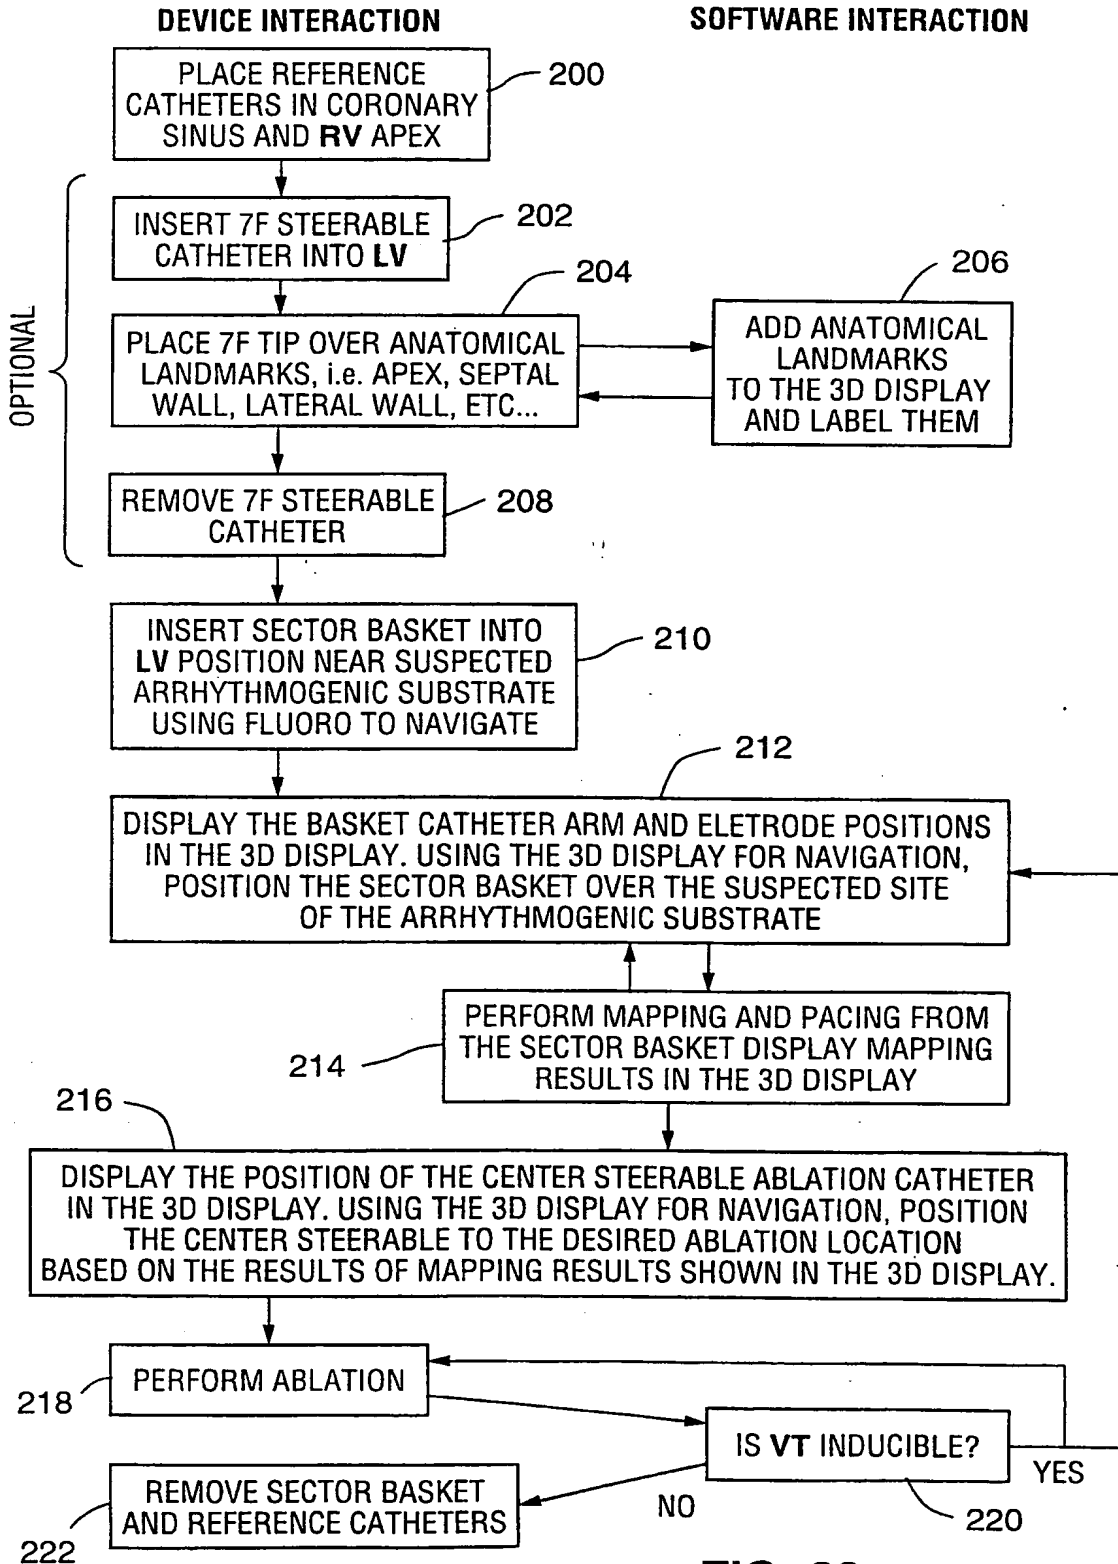 DEVICE INTERACTION
SOFTWARE INTERACTION
PLACE REFERENCE
CATHETERS IN CORONARY
SINUS AND RV APEX
200
INSERT 7F STEERABLE
CATHETER INTO LV
202
204
206
OPTIONAL
PLACE 7F TIP OVER ANATOMICAL
LANDMARKS, i.e. APEX, SEPTAL
WALL, LATERAL WALL, ETC...
ADD ANATOMICAL
LANDMARKS
TO THE 3D DISPLAY
AND LABEL THEM
REMOVE 7F STEERABLE
CATHETER
208
INSERT SECTOR BASKET INTO
LV POSITION NEAR SUSPECTED
ARRHYTHMOGENIC SUBSTRATE
USING FLUORO TO NAVIGATE
210
212
DISPLAY THE BASKET CATHETER ARM AND ELETRODE POSITIONS
IN THE 3D DISPLAY. USING THE 3D DISPLAY FOR NAVIGATION,
POSITION THE SECTOR BASKET OVER THE SUSPECTED SITE
OF THE ARRHYTHMOGENIC SUBSTRATE
PERFORM MAPPING AND PACING FROM
THE SECTOR BASKET DISPLAY MAPPING
RESULTS IN THE 3D DISPLAY
214
216
DISPLAY THE POSITION OF THE CENTER STEERABLE ABLATION CATHETER
IN THE 3D DISPLAY. USING THE 3D DISPLAY FOR NAVIGATION, POSITION
THE CENTER STEERABLE TO THE DESIRED ABLATION LOCATION
BASED ON THE RESULTS OF MAPPING RESULTS SHOWN IN THE 3D DISPLAY.
PERFORM ABLATION
218
IS VT INDUCIBLE?
YES
NO
220
REMOVE SECTOR BASKET
AND REFERENCE CATHETERS
222